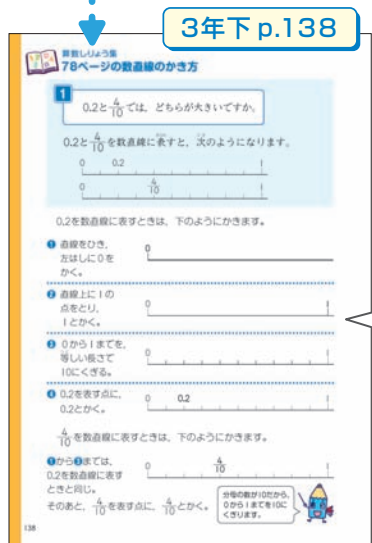 3年下 p.138
算数しりょう集
78ページの数直線のかき方
1
0.2と4/10では、どちらが大きいですか。
0.2と4/10を数直線に表すと、次のようになります。
0 0.2 1
0 4/10 1
0.2を数直線に表すときは、下のようにかきます。
❶ 直線をひき、
左はしに0を
かく。
0
❷ 直線上に1の
点をとり、
1とかく。
0 1
❸ 0から1までを、
等しい長さで
10にくぎる。
0 1
❹ 0.2を表す点に、
0.2とかく。
0 0.2 1
4/10を数直線に表すときは、下のようにかきます。
❶から❸までは、
0.2を数直線に表す
ときと同じ。
そのあと、4/10を表す点に、4/10とかく。
0 4/10 1
分母の数が10だから、
0から1までを10に
くぎります。
138